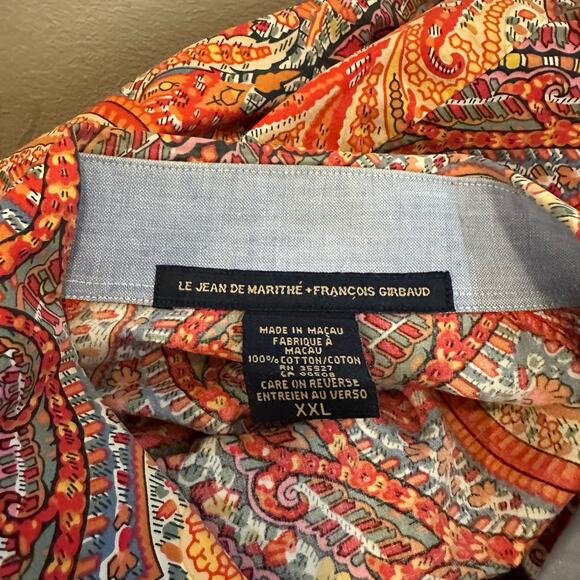 LE JEAN DE MARITHÉ + FRANÇOIS GIRBAUD
MADE IN MACAU
FABRIQUÉ À
MACAU
100% COTTON/COTON
RN 35527
CA 00508
CARE ON REVERSE
ENTREIEN AU VERSO
XXL